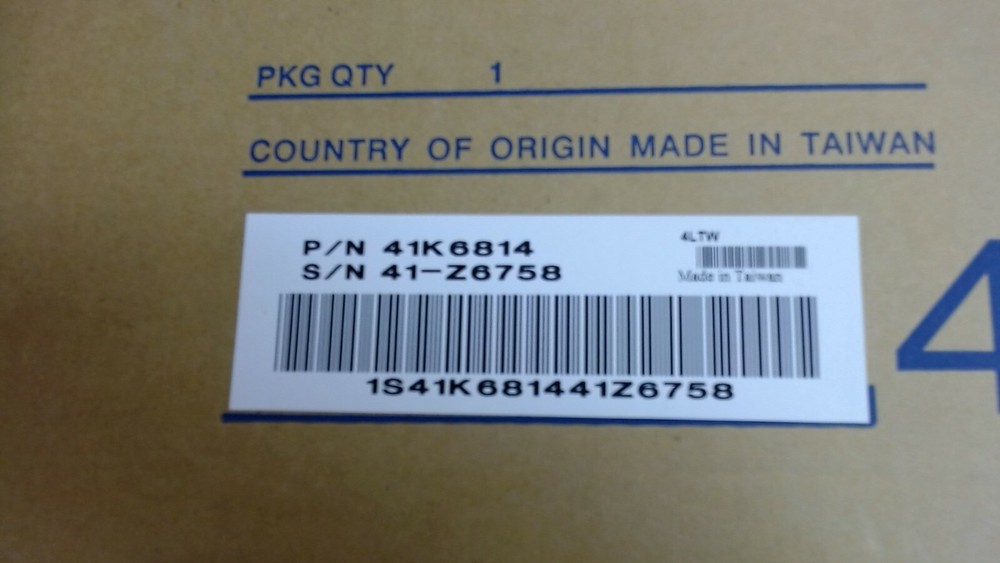 PKG QTY 1
COUNTRY OF ORIGIN MADE IN TAIWAN
P/N 41K6814
S/N 41-Z6758
4LTW
Made in Taiwan
1S41K681441Z6758
4